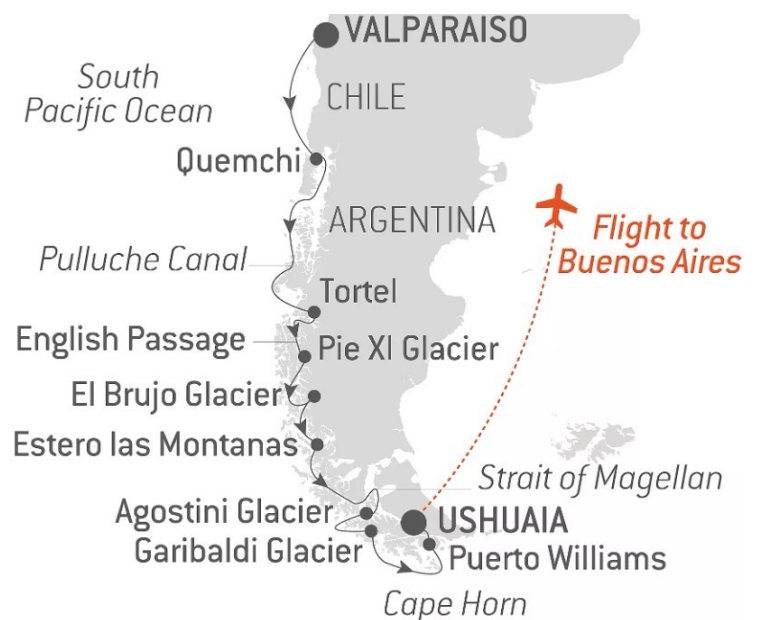 VALPARAISO
South
Pacific Ocean
CHILE
Quemchi
ARGENTINA
Flight to
Buenos Aires
Pulluche Canal
Tortel
English Passage
Pie XI Glacier
El Brujo Glacier
Estero las Montanas
Strait of Magellan
Agostini Glacier
USHUAIA
Garibaldi Glacier
Puerto Williams
Cape Horn